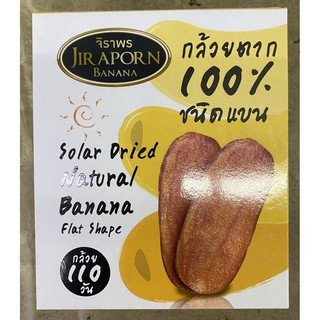 จิราพร
JIRAPORN
BANANA
กล้วยตาก
100%
ชนิดแบน
Solar Dried
Natural
Banana
Flat Shape
กล้วย
110
วัน